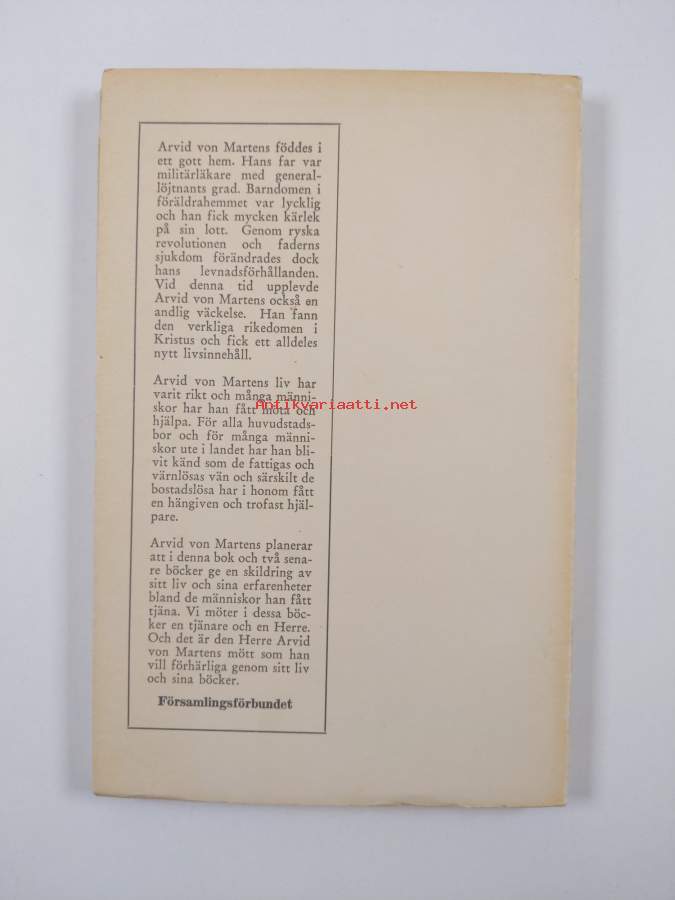 Arvid von Martens föddes i
ett gott hem. Hans far var
militärläkare med general-
löjtnants grad. Barndomen i
föräldrahemmet var lycklig
och han fick mycken kärlek
på sin lott. Genom ryska
revolutionen och faderns
sjukdom förändrades dock
hans levnadsförhållanden.
Vid denna tid upplevde
Arvid von Martens också en
andlig väckelse. Han fann
den verkliga rikedomen i
Kristus och fick ett alldeles
nytt livsinnehåll.
Arvid von Martens liv har
varit rikt och många männi-
skor har han fått möta och
Antikvariaatti.net
hjälpa. För alla huvudstads-
bor och för många männi-
skor ute i landet har han bli-
vit känd som de fattigas och
värnlösas vän och särskilt de
bostadslösa har i honom fått
en hängiven och trofast hjäl-
pare.
Arvid von Martens planerar
att i denna bok och två sena-
re böcker ge en skildring av
sitt liv och sina erfarenheter
bland de människor han fått
tjäna. Vi möter i dessa böc-
ker en tjänare och en Herre.
Och det är den Herre Arvid
von Martens mött som han
vill förhärliga genom sitt liv
och sina böcker.
Församlingsförbundet